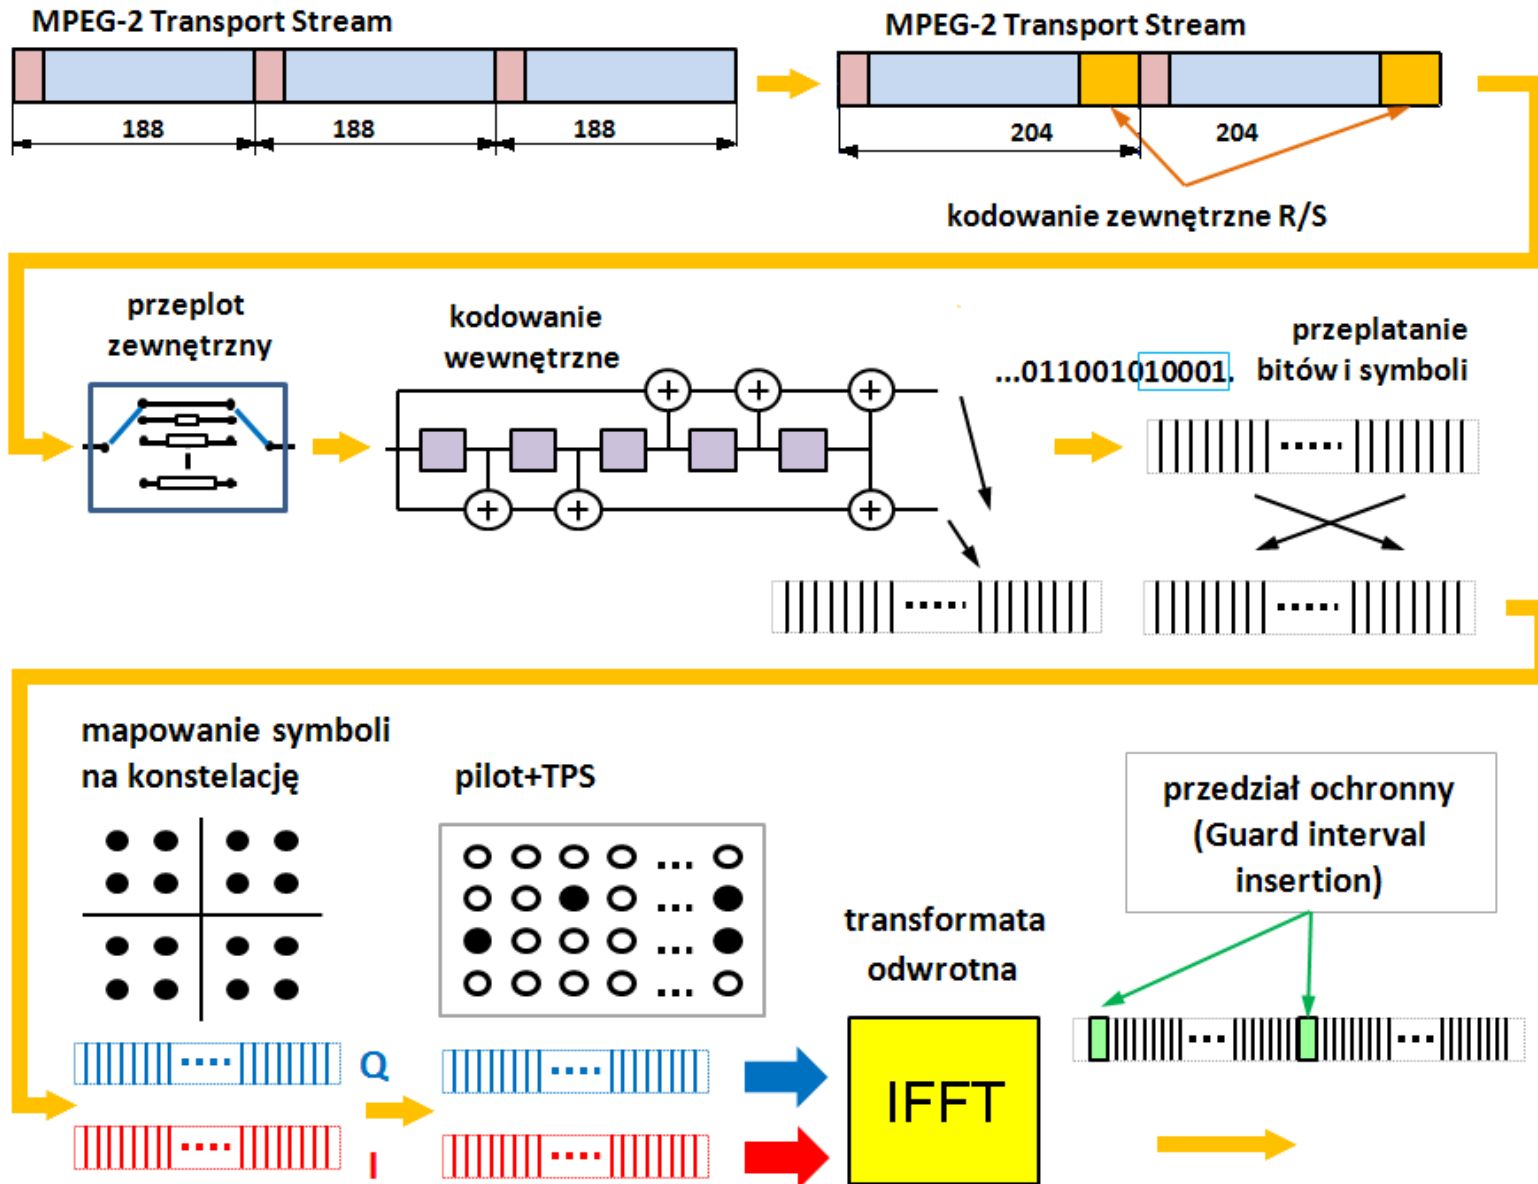 MPEG-2 Transport Stream
MPEG-2 Transport Stream
188
188
188
204
204
kodowanie zewnętrzne R/S
przeplot
zewnętrzny
kodowanie
wewnętrzne
...011001010001.
przeplatanie
bitów i symboli
mapowanie symboli
na konstelację
pilot+TPS
przedział ochronny
(Guard interval
insertion)
transformata
odwrotna
Q
I
IFFT